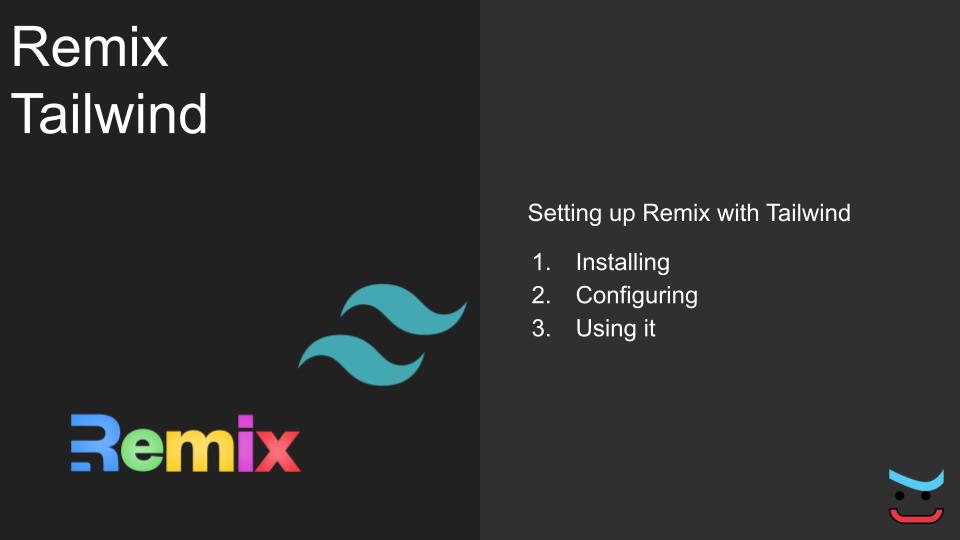 Remix
Tailwind
Setting up Remix with Tailwind
1. Installing
2. Configuring
3. Using it
Remix